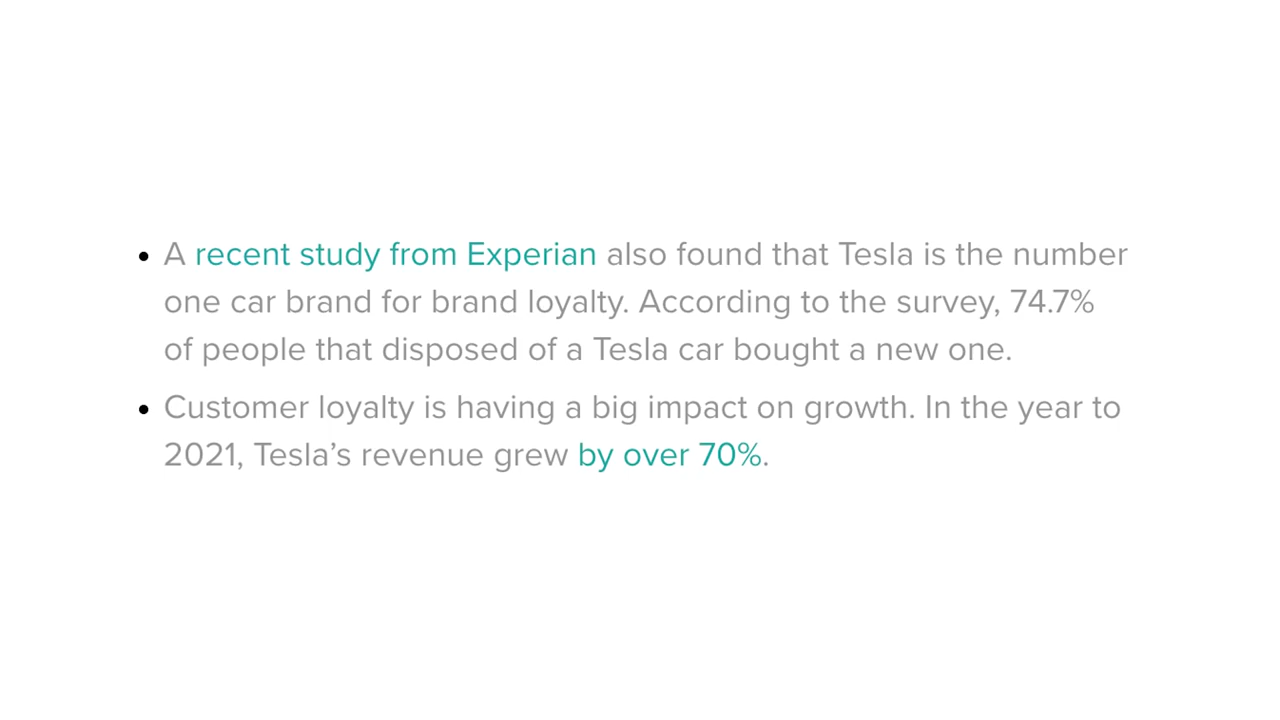 • A recent study from Experian also found that Tesla is the number
one car brand for brand loyalty. According to the survey, 74.7%
of people that disposed of a Tesla car bought a new one.
• Customer loyalty is having a big impact on growth. In the year to
2021, Tesla’s revenue grew by over 70%.